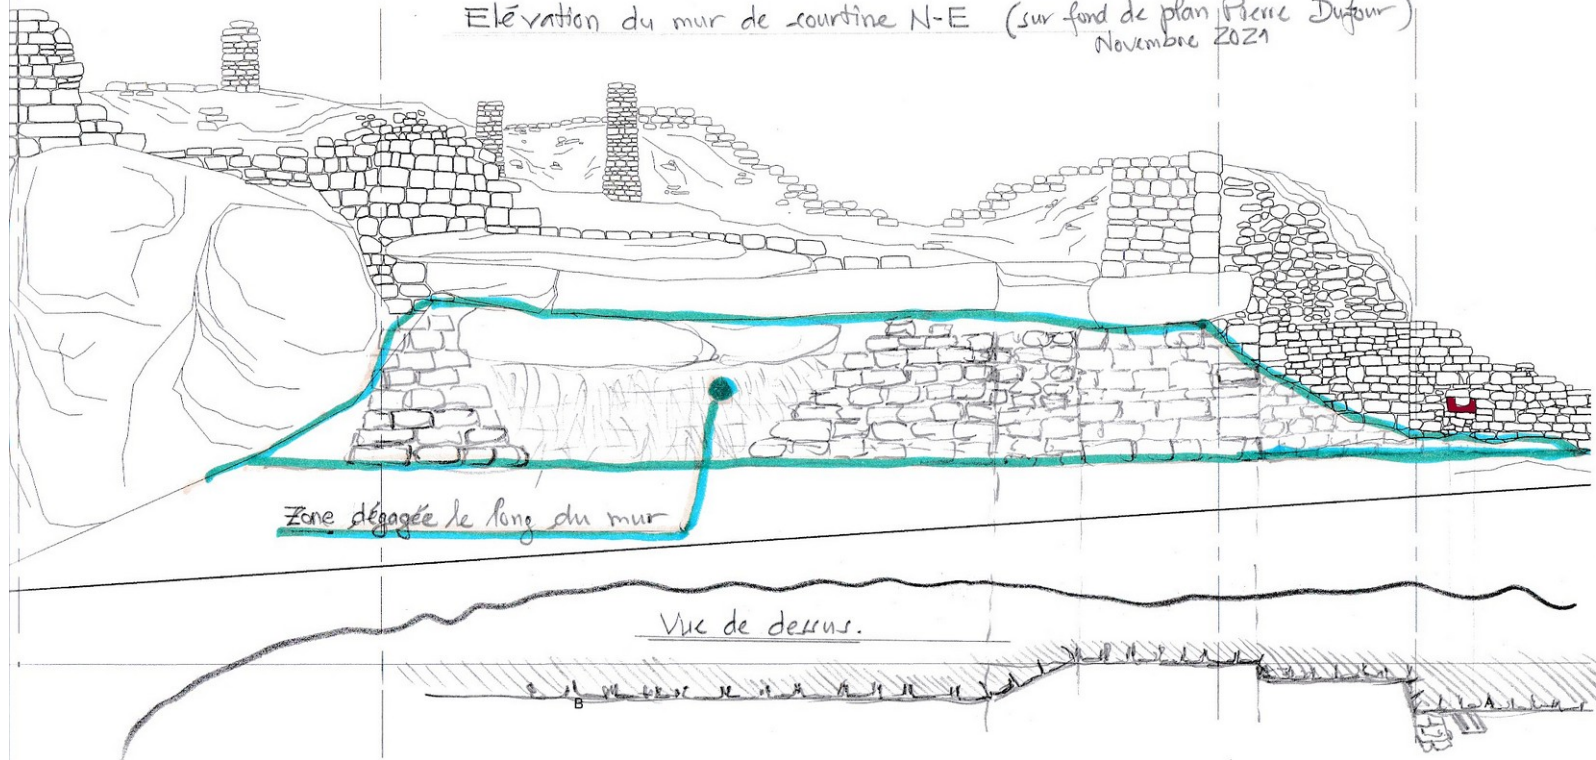 Elévation du mur de courtine N-E (sur fond de plan Pierre Dufour)
Novembre 2021
Zone dégagée le long du mur
Vue de dessus.
B
A